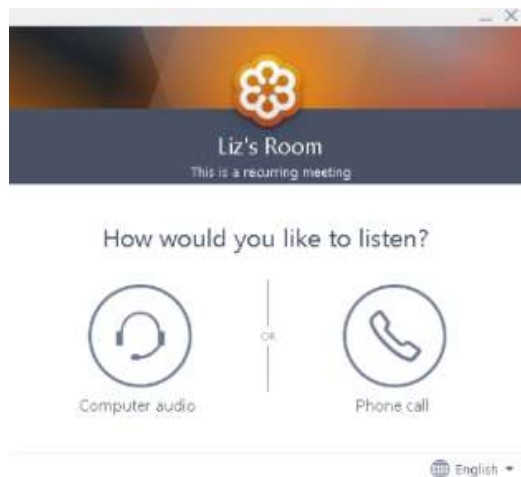 Liz's Room
This is a recurring meeting
How would you like to listen?
OR
Computer audio
Phone call
English